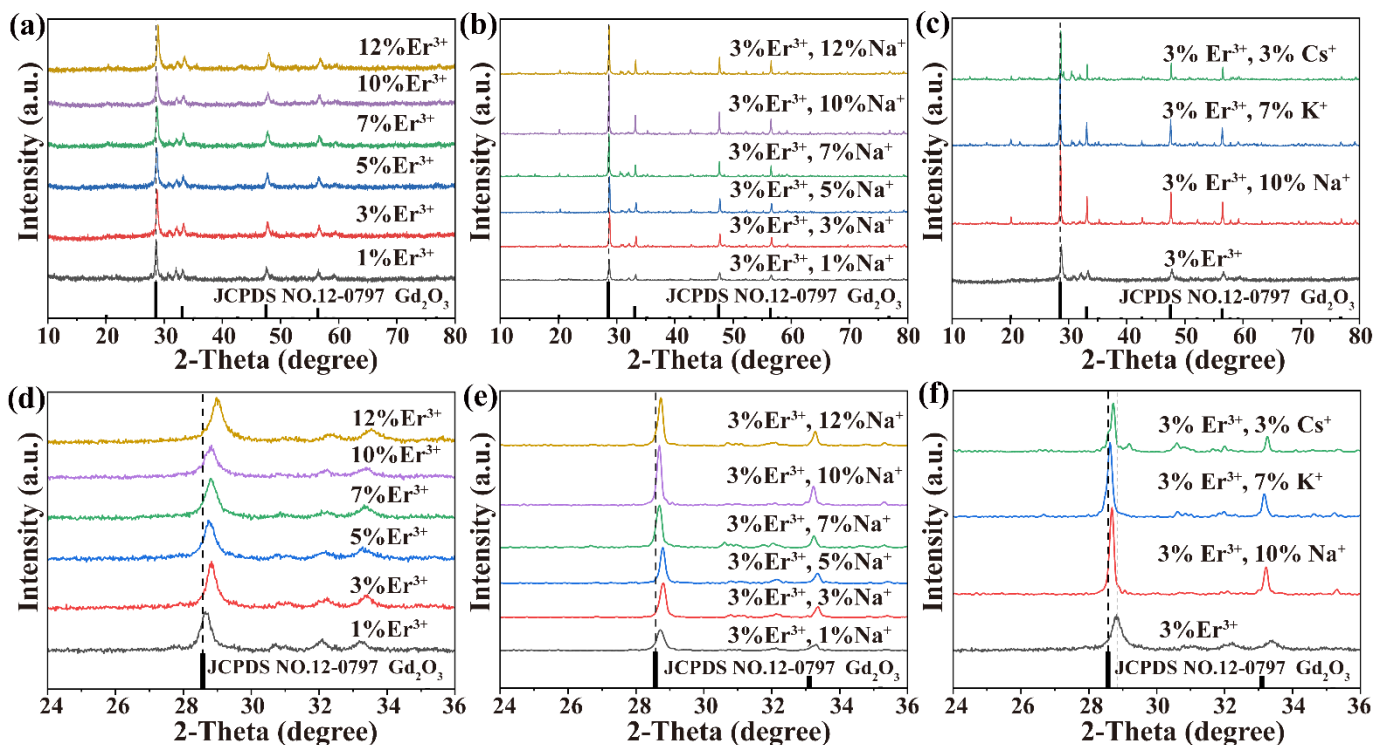 (a)
12%Er³⁺
10%Er³⁺
7%Er³⁺
5%Er³⁺
3%Er³⁺
1%Er³⁺
JCPDS NO.12-0797 Gd₂O₃
Intensity (a.u.)
10 20 30 40 50 60 70 80
2-Theta (degree)
(b)
3%Er³⁺, 12%Na⁺
3%Er³⁺, 10%Na⁺
3%Er³⁺, 7%Na⁺
3%Er³⁺, 5%Na⁺
3%Er³⁺, 3%Na⁺
3%Er³⁺, 1%Na⁺
JCPDS NO.12-0797 Gd₂O₃
Intensity (a.u.)
10 20 30 40 50 60 70 80
2-Theta (degree)
(c)
3% Er³⁺, 3% Cs⁺
3% Er³⁺, 7% K⁺
3% Er³⁺, 10% Na⁺
3%Er³⁺
JCPDS NO.12-0797 Gd₂O₃
Intensity (a.u.)
10 20 30 40 50 60 70 80
2-Theta (degree)
(d)
12%Er³⁺
10%Er³⁺
7%Er³⁺
5%Er³⁺
3%Er³⁺
1%Er³⁺
JCPDS NO.12-0797 Gd₂O₃
Intensity (a.u.)
24 26 28 30 32 34 36
2-Theta (degree)
(e)
3%Er³⁺, 12%Na⁺
3%Er³⁺, 10%Na⁺
3%Er³⁺, 7%Na⁺
3%Er³⁺, 5%Na⁺
3%Er³⁺, 3%Na⁺
3%Er³⁺, 1%Na⁺
JCPDS NO.12-0797 Gd₂O₃
Intensity (a.u.)
24 26 28 30 32 34 36
2-Theta (degree)
(f)
3% Er³⁺, 3% Cs⁺
3% Er³⁺, 7% K⁺
3% Er³⁺, 10% Na⁺
3%Er³⁺
JCPDS NO.12-0797 Gd₂O₃
Intensity (a.u.)
24 26 28 30 32 34 36
2-Theta (degree)